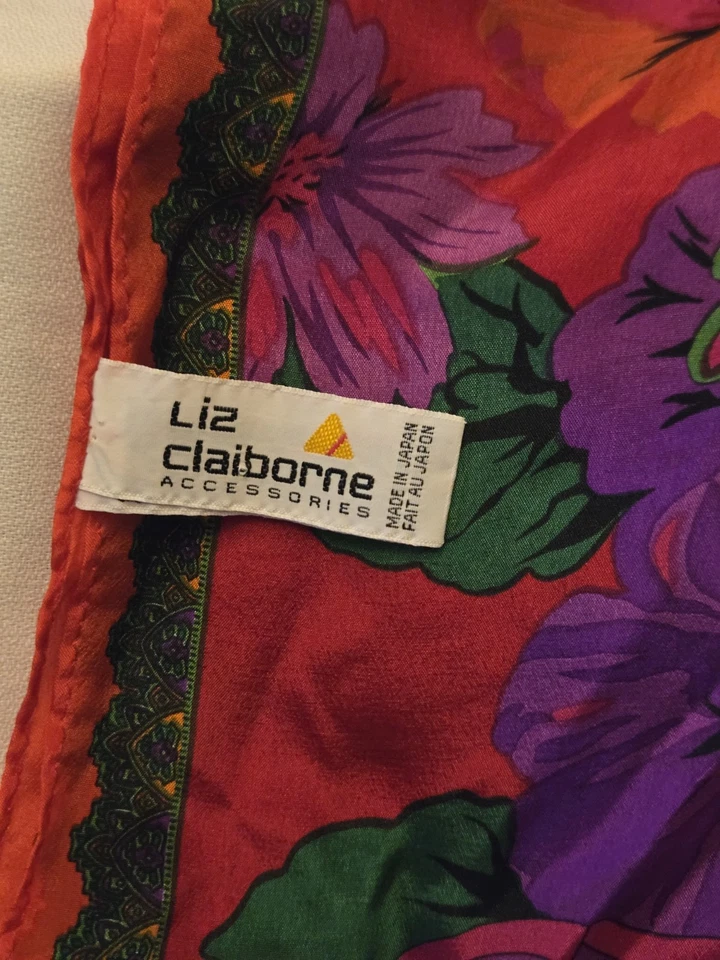 Liz
claiborne
ACCESSORIES
MADE IN JAPAN
FAIT AU JAPON